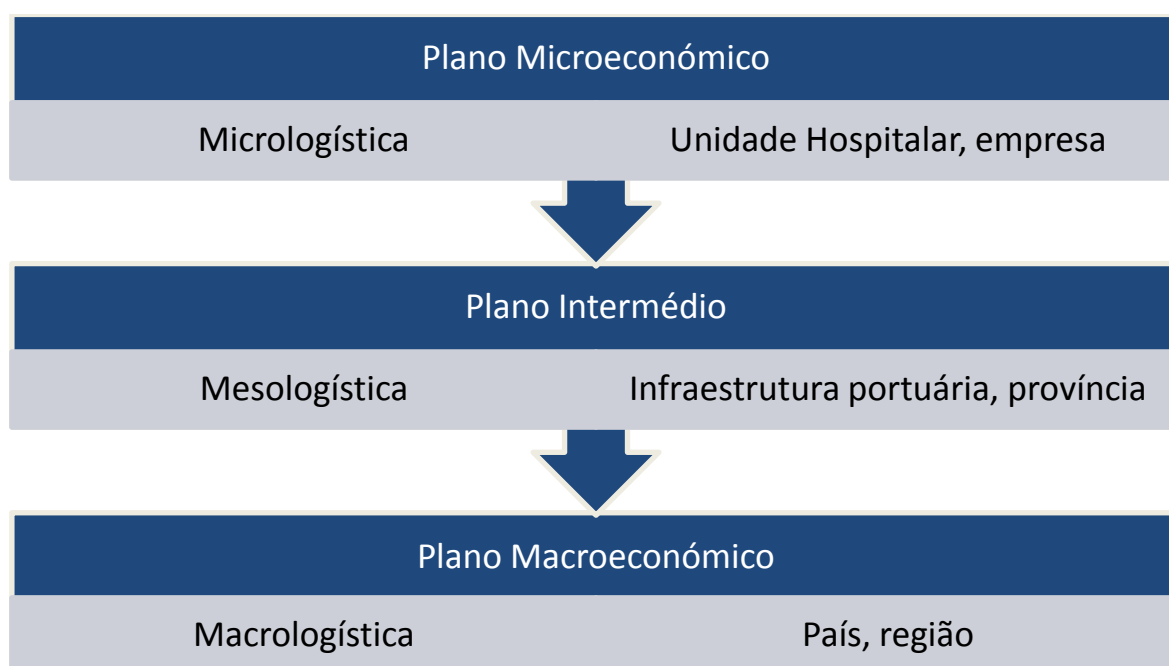 Plano Microeconómico
Micrologística
Unidade Hospitalar, empresa
Plano Intermédio
Mesologística
Infraestrutura portuária, província
Plano Macroeconómico
Macrologística
País, região